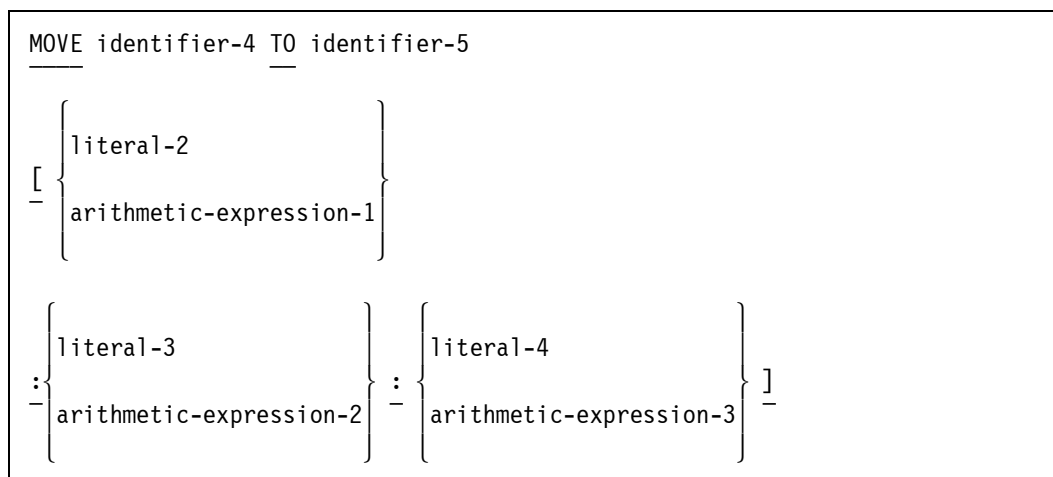 MOVE identifier-4 TO identifier-5
literal-2
[
arithmetic-expression-1
literal-3 literal-4
: : ]
arithmetic-expression-2 arithmetic-expression-3